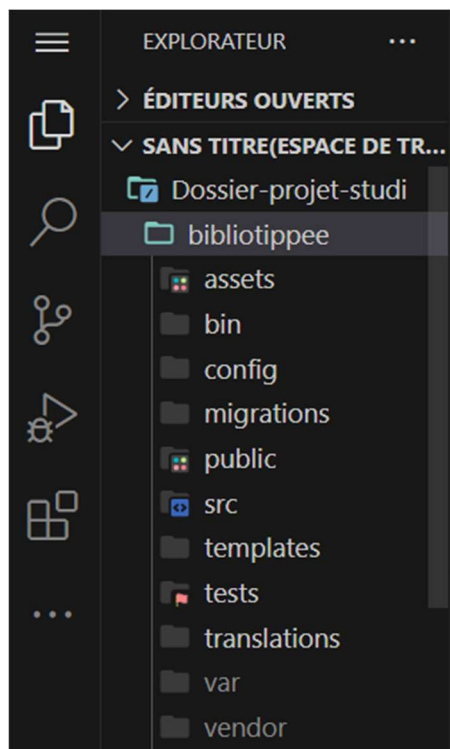 EXPLORATEUR ...
ÉDITEURS OUVERTS
SANS TITRE(ESPACE DE TR...
Dossier-projet-studi
bibliotippee
assets
bin
config
migrations
public
src
templates
tests
translations
var
vendor